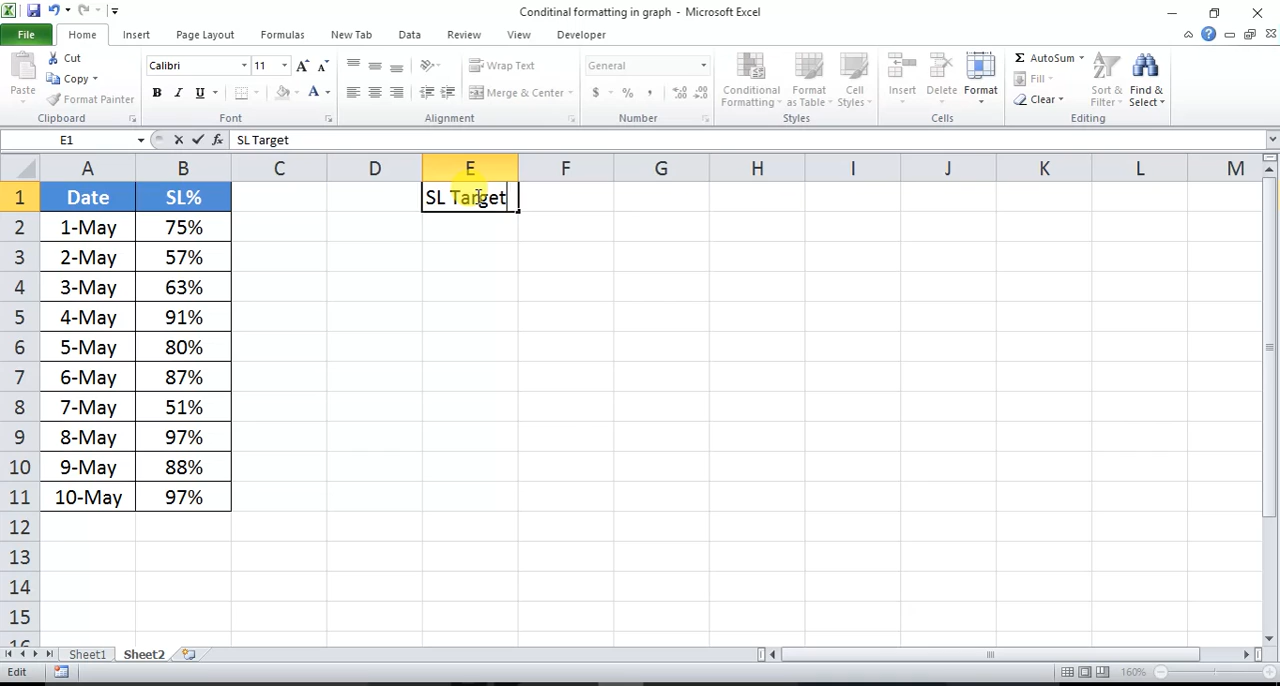 Conditinal formatting in graph - Microsoft Excel
File Home Insert Page Layout Formulas New Tab Data Review View Developer
Paste
Cut
Copy
Format Painter
Clipboard
Calibri 11
Font
Wrap Text
Merge & Center
Alignment
General
Number
Conditional Formatting
Format as Table
Cell Styles
Styles
Insert Delete Format
Cells
AutoSum
Fill
Clear
Sort & Filter
Find & Select
Editing
E1 fx SL Target
A B C D E F G H I J K L M
1 Date SL% SL Target
2 1-May 75%
3 2-May 57%
4 3-May 63%
5 4-May 91%
6 5-May 80%
7 6-May 87%
8 7-May 51%
9 8-May 97%
10 9-May 88%
11 10-May 97%
12
13
14
15
16
Sheet1 Sheet2
Edit 160%